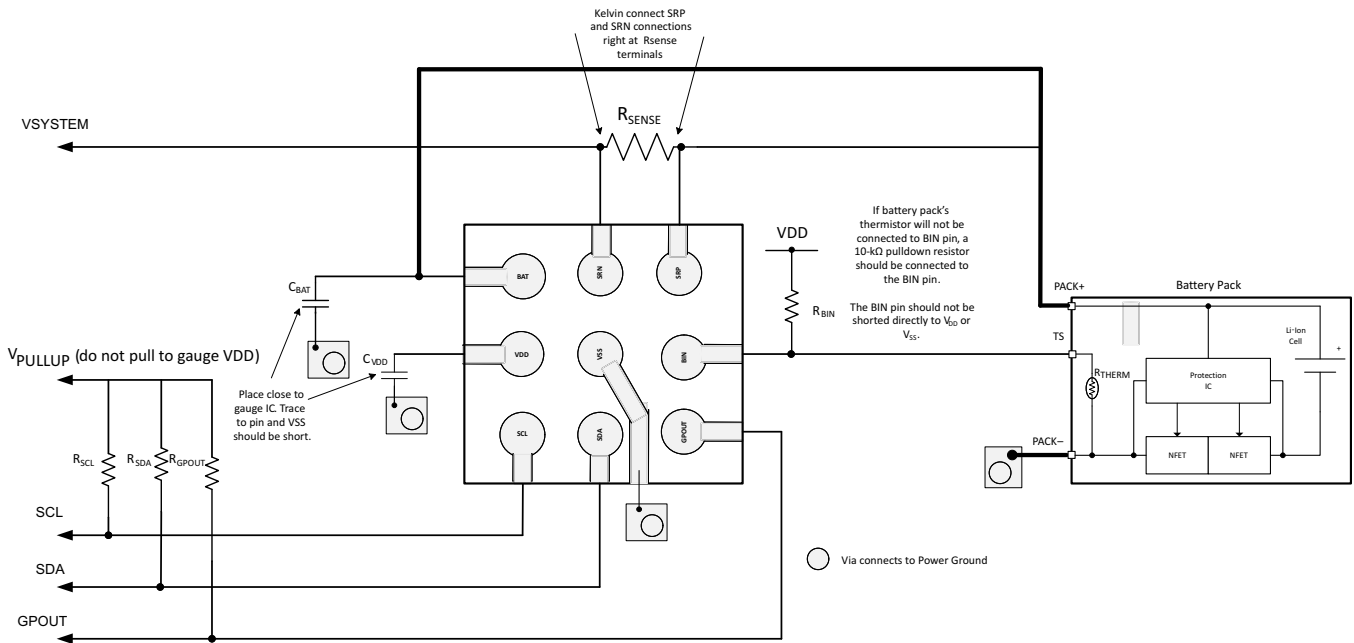 Kelvin connect SRP
and SRN connections
right at Rsense
terminals
VSYSTEM
RSENSE
If battery pack's
thermistor will not be
connected to BIN pin, a
10-kΩ pulldown resistor
should be connected to
the BIN pin.
The BIN pin should not be
shorted directly to VDD or
VSS.
VDD
RBIN
BAT
SRN
SRP
CBAT
PACK+
Battery Pack
TS
Li-Ion
Cell
+
RTHERM
Protection
IC
NFET
NFET
PACK–
VPULLUP (do not pull to gauge VDD)
CVDD
VDD
VSS
BIN
Place close to
gauge IC. Trace
to pin and VSS
should be short.
SCL
SDA
GPOUT
RSCL
RSDA
RGPOUT
SCL
SDA
GPOUT
Via connects to Power Ground